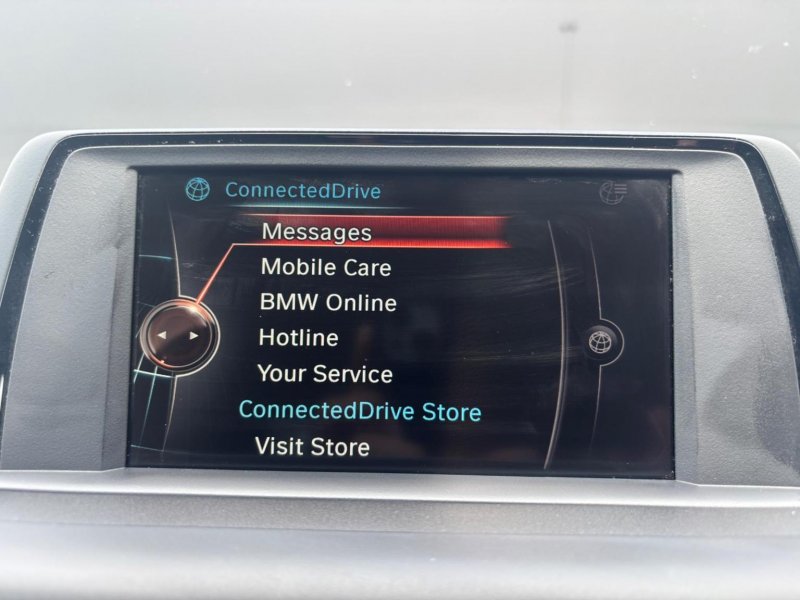 ConnectedDrive
Messages
Mobile Care
BMW Online
Hotline
Your Service
ConnectedDrive Store
Visit Store